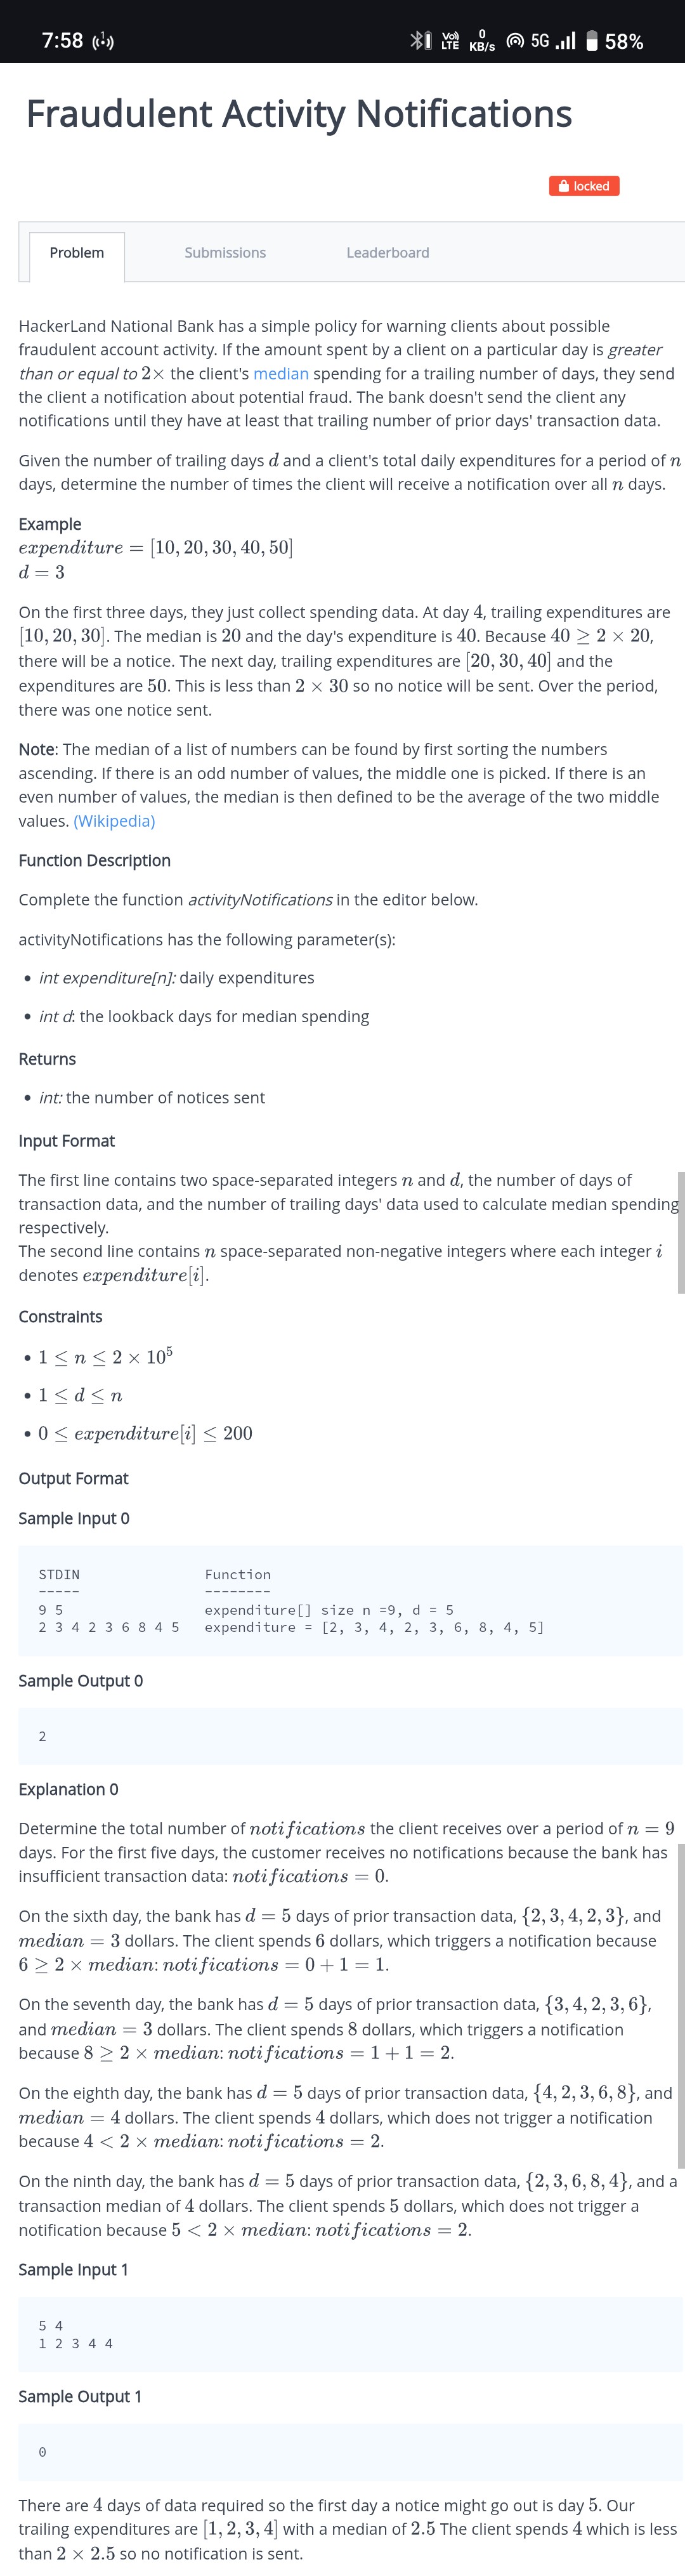 7:58
Vo)) LTE
0 KB/s
5G
58%
Fraudulent Activity Notifications
locked
Problem Submissions Leaderboard
HackerLand National Bank has a simple policy for warning clients about possible
fraudulent account activity. If the amount spent by a client on a particular day is greater
than or equal to 2× the client's median spending for a trailing number of days, they send
the client a notification about potential fraud. The bank doesn't send the client any
notifications until they have at least that trailing number of prior days' transaction data.
Given the number of trailing days d and a client's total daily expenditures for a period of n
days, determine the number of times the client will receive a notification over all n days.
Example
expenditure = [10, 20, 30, 40, 50]
d = 3
On the first three days, they just collect spending data. At day 4, trailing expenditures are
[10, 20, 30]. The median is 20 and the day's expenditure is 40. Because 40 ≥ 2 × 20,
there will be a notice. The next day, trailing expenditures are [20, 30, 40] and the
expenditures are 50. This is less than 2 × 30 so no notice will be sent. Over the period,
there was one notice sent.
Note: The median of a list of numbers can be found by first sorting the numbers
ascending. If there is an odd number of values, the middle one is picked. If there is an
even number of values, the median is then defined to be the average of the two middle
values. (Wikipedia)
Function Description
Complete the function activityNotifications in the editor below.
activityNotifications has the following parameter(s):
• int expenditure[n]: daily expenditures
• int d: the lookback days for median spending
Returns
• int: the number of notices sent
Input Format
The first line contains two space-separated integers n and d, the number of days of
transaction data, and the number of trailing days' data used to calculate median spending
respectively.
The second line contains n space-separated non-negative integers where each integer i
denotes expenditure[i].
Constraints
• 1 ≤ n ≤ 2 × 10⁵
• 1 ≤ d ≤ n
• 0 ≤ expenditure[i] ≤ 200
Output Format
Sample Input 0
STDIN Function
----- --------
9 5 expenditure[] size n =9, d = 5
2 3 4 2 3 6 8 4 5 expenditure = [2, 3, 4, 2, 3, 6, 8, 4, 5]
Sample Output 0
2
Explanation 0
Determine the total number of notifications the client receives over a period of n = 9
days. For the first five days, the customer receives no notifications because the bank has
insufficient transaction data: notifications = 0.
On the sixth day, the bank has d = 5 days of prior transaction data, {2, 3, 4, 2, 3}, and
median = 3 dollars. The client spends 6 dollars, which triggers a notification because
6 ≥ 2 × median: notifications = 0 + 1 = 1.
On the seventh day, the bank has d = 5 days of prior transaction data, {3, 4, 2, 3, 6},
and median = 3 dollars. The client spends 8 dollars, which triggers a notification
because 8 ≥ 2 × median: notifications = 1 + 1 = 2.
On the eighth day, the bank has d = 5 days of prior transaction data, {4, 2, 3, 6, 8}, and
median = 4 dollars. The client spends 4 dollars, which does not trigger a notification
because 4 < 2 × median: notifications = 2.
On the ninth day, the bank has d = 5 days of prior transaction data, {2, 3, 6, 8, 4}, and a
transaction median of 4 dollars. The client spends 5 dollars, which does not trigger a
notification because 5 < 2 × median: notifications = 2.
Sample Input 1
5 4
1 2 3 4 4
Sample Output 1
0
There are 4 days of data required so the first day a notice might go out is day 5. Our
trailing expenditures are [1, 2, 3, 4] with a median of 2.5 The client spends 4 which is less
than 2 × 2.5 so no notification is sent.